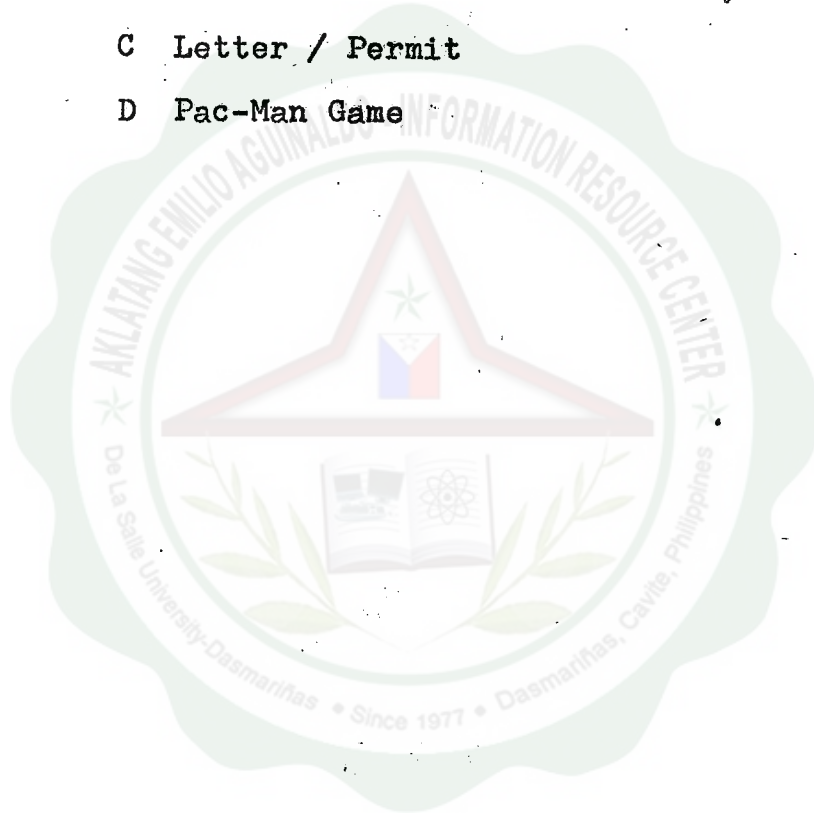 C Letter / Permit
D Pac-Man Game
AKLATANG EMILIO AGUINALDO - INFORMATION RESOURCE CENTER
De La Salle University-Dasmariñas • Since 1977 • Dasmariñas, Cavite, Philippines